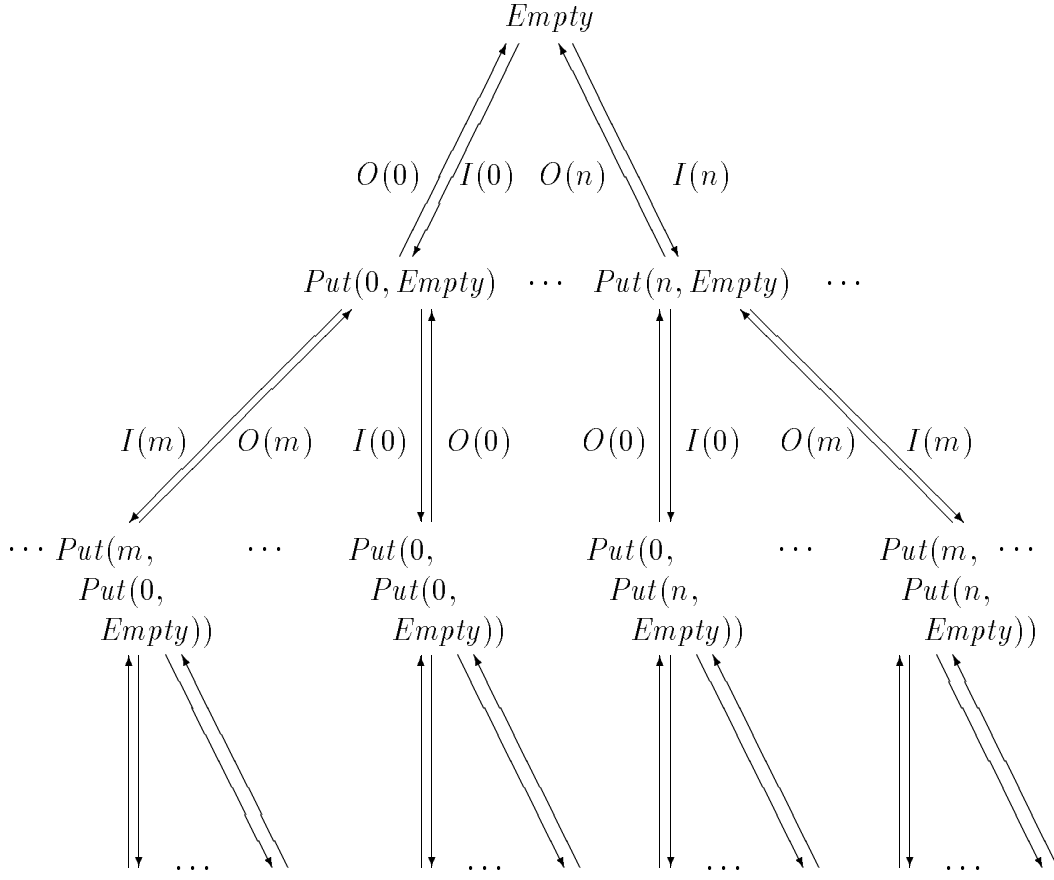 Empty
O(0) I(0) O(n) I(n)
Put(0, Empty) ··· Put(n, Empty) ···
I(m) O(m) I(0) O(0) O(0) I(0) O(m) I(m)
··· Put(m, ··· Put(0, Put(0, ··· Put(m, ···
Put(0, Put(0, Put(n, Put(n,
Empty)) Empty)) Empty)) Empty))
··· ··· ··· ···